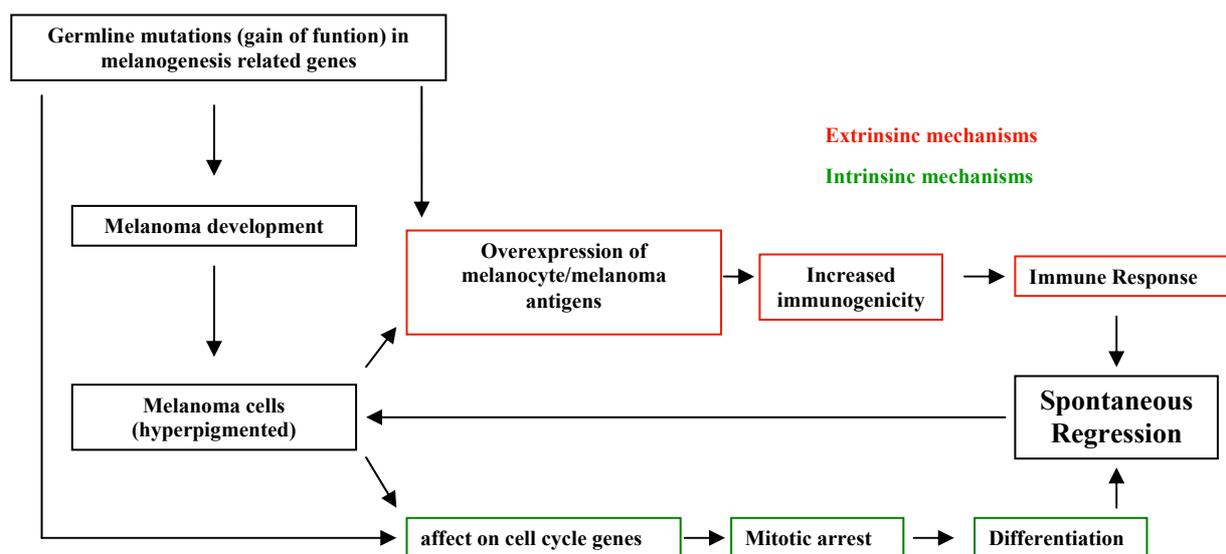 Germline mutations (gain of funtion) in
melanogenesis related genes
Extrinsinc mechanisms
Intrinsinc mechanisms
Melanoma development
Overexpression of
melanocyte/melanoma
antigens
Increased
immunogenicity
Immune Response
Melanoma cells
(hyperpigmented)
Spontaneous
Regression
affect on cell cycle genes
Mitotic arrest
Differentiation